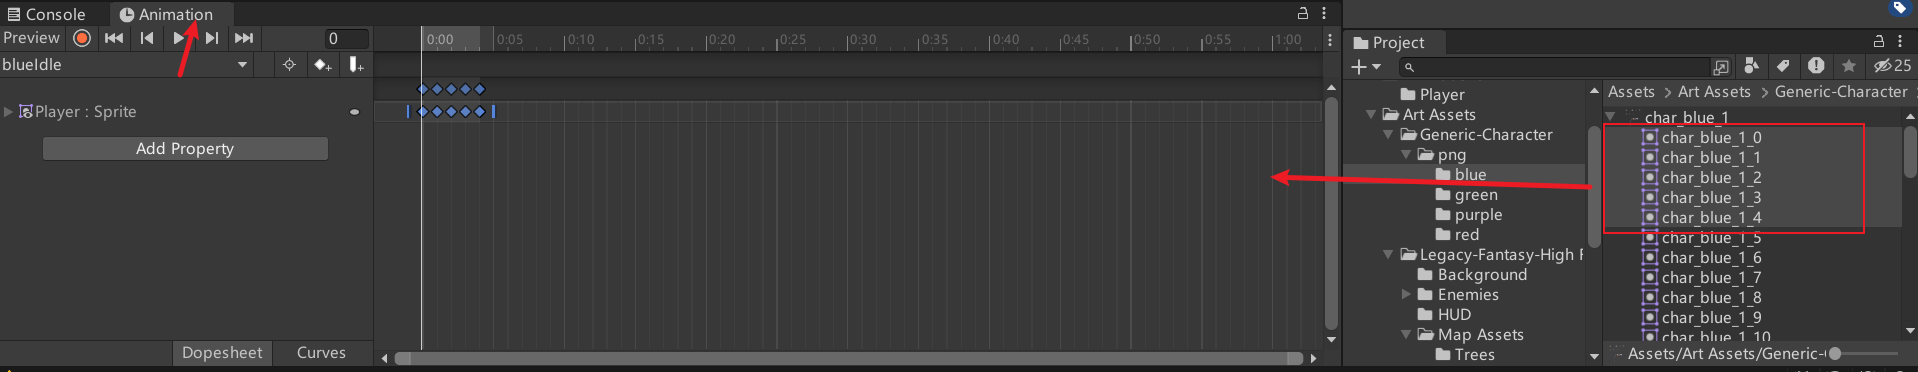 Console
Animation
Preview
0
0:00
0:05
0:10
0:15
0:20
0:25
0:30
0:35
0:40
0:45
0:50
0:55
1:00
blueIdle
Player : Sprite
Add Property
Dopesheet
Curves
Project
25
Player
Art Assets
Generic-Character
png
blue
green
purple
red
Legacy-Fantasy-High F
Background
Enemies
HUD
Map Assets
Trees
Assets > Art Assets > Generic-Character
char_blue_1
char_blue_1_0
char_blue_1_1
char_blue_1_2
char_blue_1_3
char_blue_1_4
char_blue_1_5
char_blue_1_6
char_blue_1_7
char_blue_1_8
char_blue_1_9
char_blue_1_10
Assets/Art Assets/Generic-